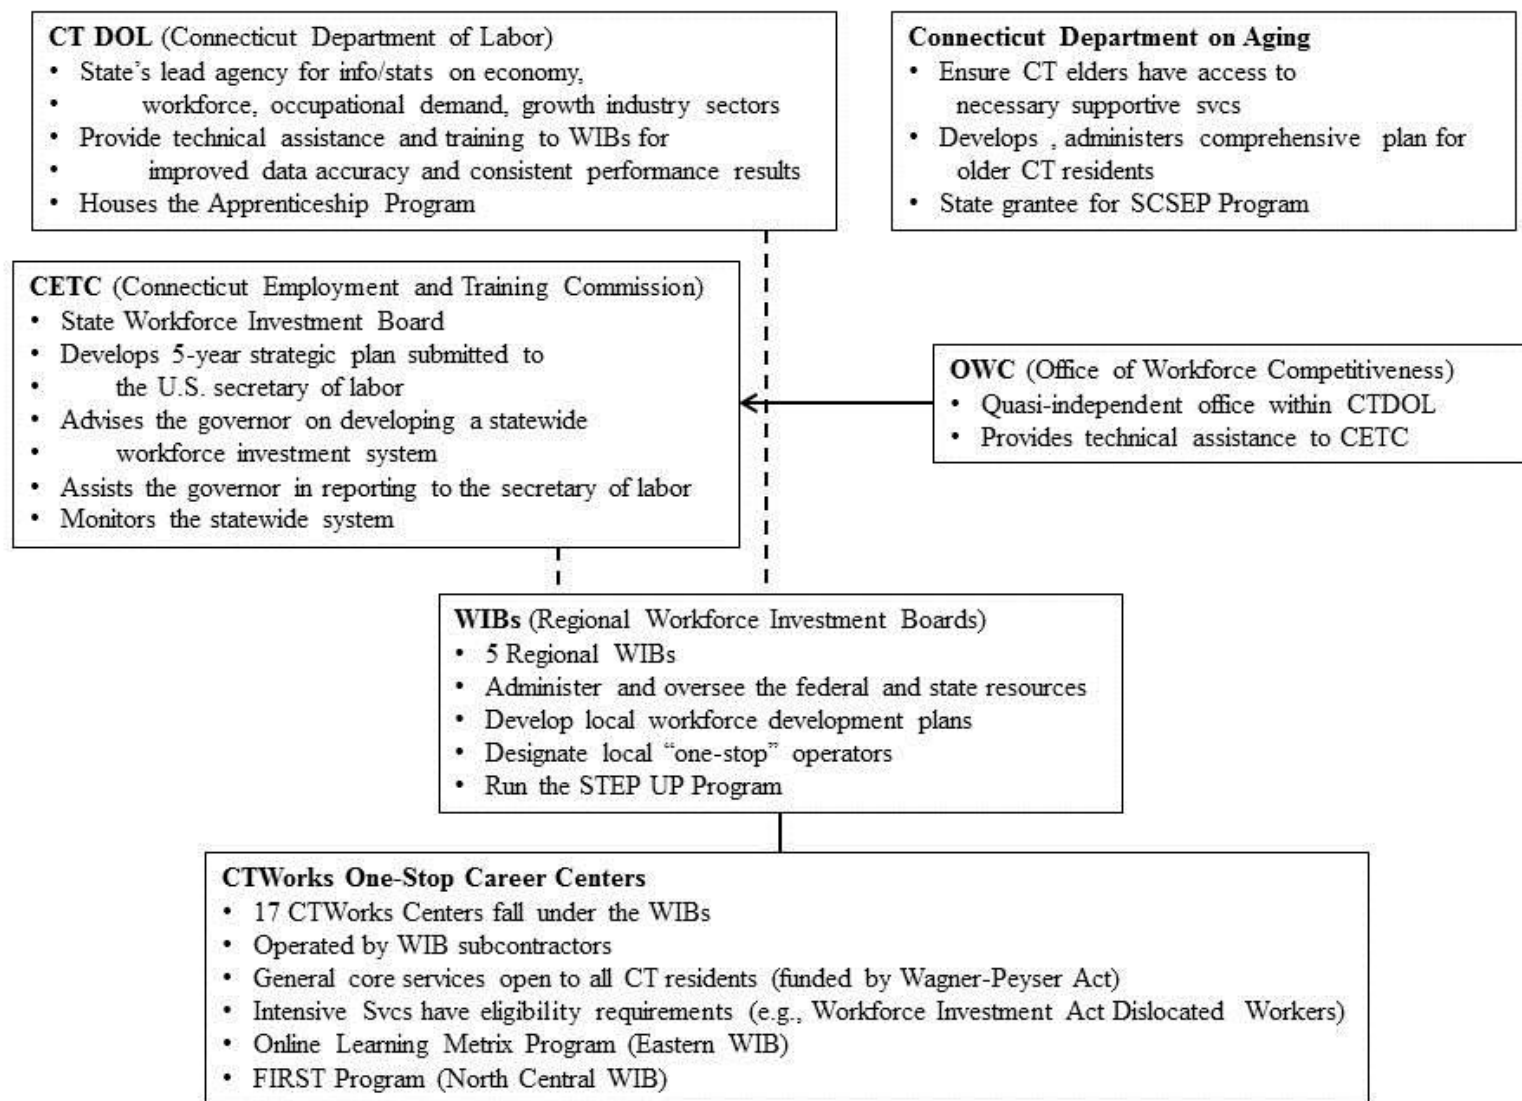 CT DOL (Connecticut Department of Labor)
• State’s lead agency for info/stats on economy,
• workforce, occupational demand, growth industry sectors
• Provide technical assistance and training to WIBs for
• improved data accuracy and consistent performance results
• Houses the Apprenticeship Program
Connecticut Department on Aging
• Ensure CT elders have access to
necessary supportive svcs
• Develops , administers comprehensive plan for
older CT residents
• State grantee for SCSEP Program
CETC (Connecticut Employment and Training Commission)
• State Workforce Investment Board
• Develops 5-year strategic plan submitted to
• the U.S. secretary of labor
• Advises the governor on developing a statewide
• workforce investment system
• Assists the governor in reporting to the secretary of labor
• Monitors the statewide system
OWC (Office of Workforce Competitiveness)
• Quasi-independent office within CTDOL
• Provides technical assistance to CETC
WIBs (Regional Workforce Investment Boards)
• 5 Regional WIBs
• Administer and oversee the federal and state resources
• Develop local workforce development plans
• Designate local “one-stop” operators
• Run the STEP UP Program
CTWorks One-Stop Career Centers
• 17 CTWorks Centers fall under the WIBs
• Operated by WIB subcontractors
• General core services open to all CT residents (funded by Wagner-Peyser Act)
• Intensive Svcs have eligibility requirements (e.g., Workforce Investment Act Dislocated Workers)
• Online Learning Metrix Program (Eastern WIB)
• FIRST Program (North Central WIB)